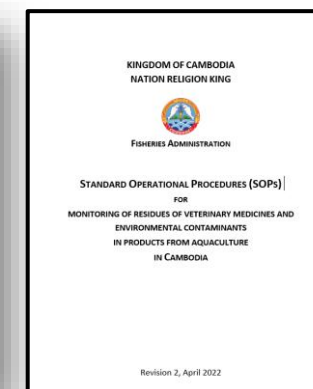 KINGDOM OF CAMBODIA
NATION RELIGION KING
FISHERIES ADMINISTRATION
STANDARD OPERATIONAL PROCEDURES (SOPs)
FOR
MONITORING OF RESIDUES OF VETERINARY MEDICINES AND
ENVIRONMENTAL CONTAMINANTS
IN PRODUCTS FROM AQUACULTURE
IN CAMBODIA
Revision 2, April 2022